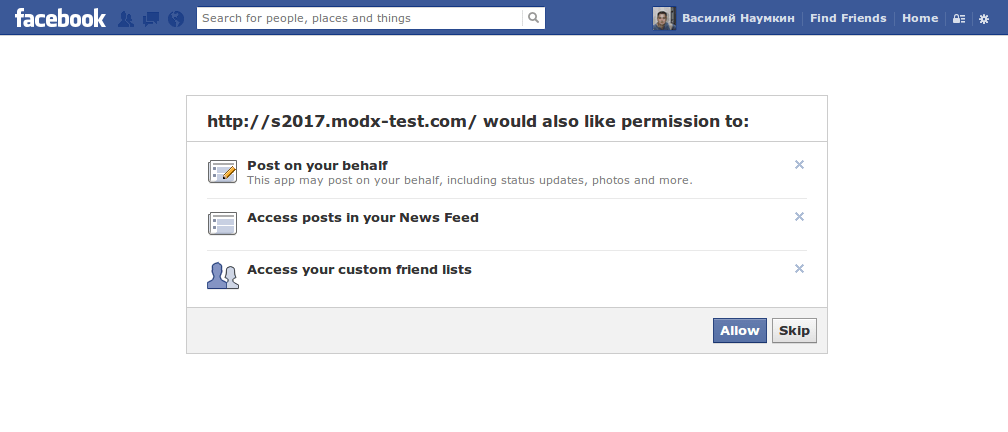 facebook
Search for people, places and things
Василий Наумкин
Find Friends
Home
http://s2017.modx-test.com/ would also like permission to:
Post on your behalf
This app may post on your behalf, including status updates, photos and more.
Access posts in your News Feed
Access your custom friend lists
Allow
Skip